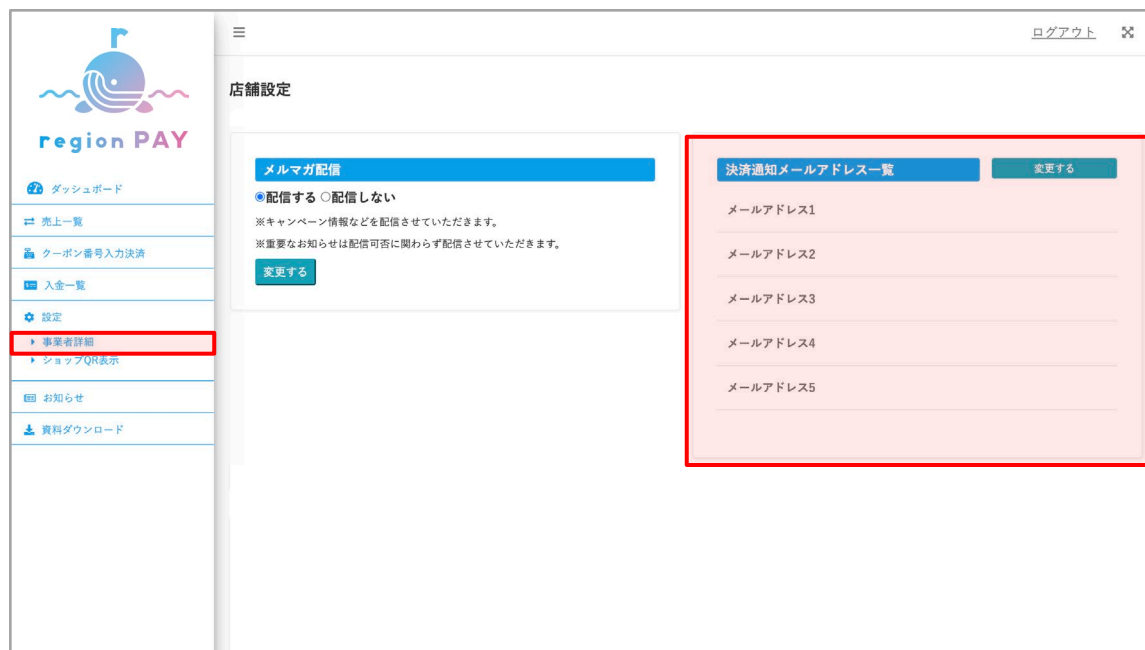 r
region PAY
ダッシュボード
売上一覧
クーポン番号入力決済
入金一覧
設定
事業者詳細
ショップQR表示
お知らせ
資料ダウンロード
ログアウト
店舗設定
メルマガ配信
配信する 配信しない
※キャンペーン情報などを配信させていただきます。
※重要なお知らせは配信可否に関わらず配信させていただきます。
変更する
決済通知メールアドレス一覧 変更する
メールアドレス1
メールアドレス2
メールアドレス3
メールアドレス4
メールアドレス5